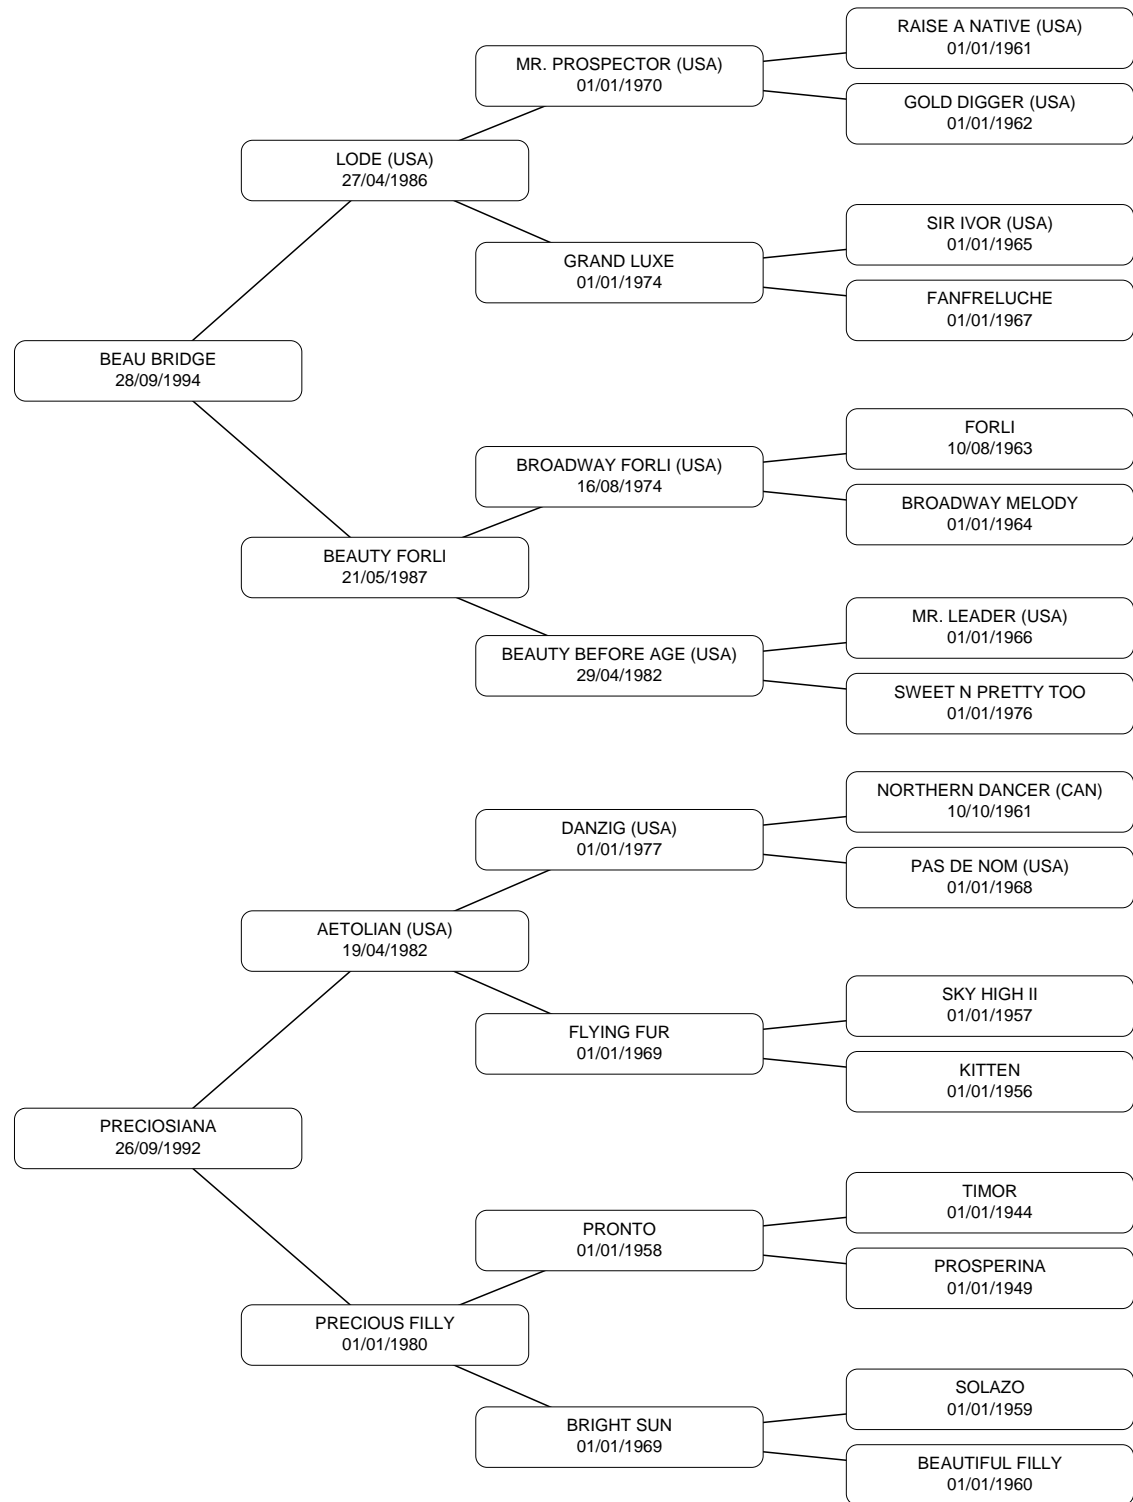 RAISE A NATIVE (USA)
01/01/1961
MR. PROSPECTOR (USA)
01/01/1970
GOLD DIGGER (USA)
01/01/1962
LODE (USA)
27/04/1986
SIR IVOR (USA)
01/01/1965
GRAND LUXE
01/01/1974
FANFRELUCHE
01/01/1967
BEAU BRIDGE
28/09/1994
FORLI
10/08/1963
BROADWAY FORLI (USA)
16/08/1974
BROADWAY MELODY
01/01/1964
BEAUTY FORLI
21/05/1987
MR. LEADER (USA)
01/01/1966
BEAUTY BEFORE AGE (USA)
29/04/1982
SWEET N PRETTY TOO
01/01/1976
NORTHERN DANCER (CAN)
10/10/1961
DANZIG (USA)
01/01/1977
PAS DE NOM (USA)
01/01/1968
AETOLIAN (USA)
19/04/1982
SKY HIGH II
01/01/1957
FLYING FUR
01/01/1969
KITTEN
01/01/1956
PRECIOSIANA
26/09/1992
TIMOR
01/01/1944
PRONTO
01/01/1958
PROSPERINA
01/01/1949
PRECIOUS FILLY
01/01/1980
SOLAZO
01/01/1959
BRIGHT SUN
01/01/1969
BEAUTIFUL FILLY
01/01/1960